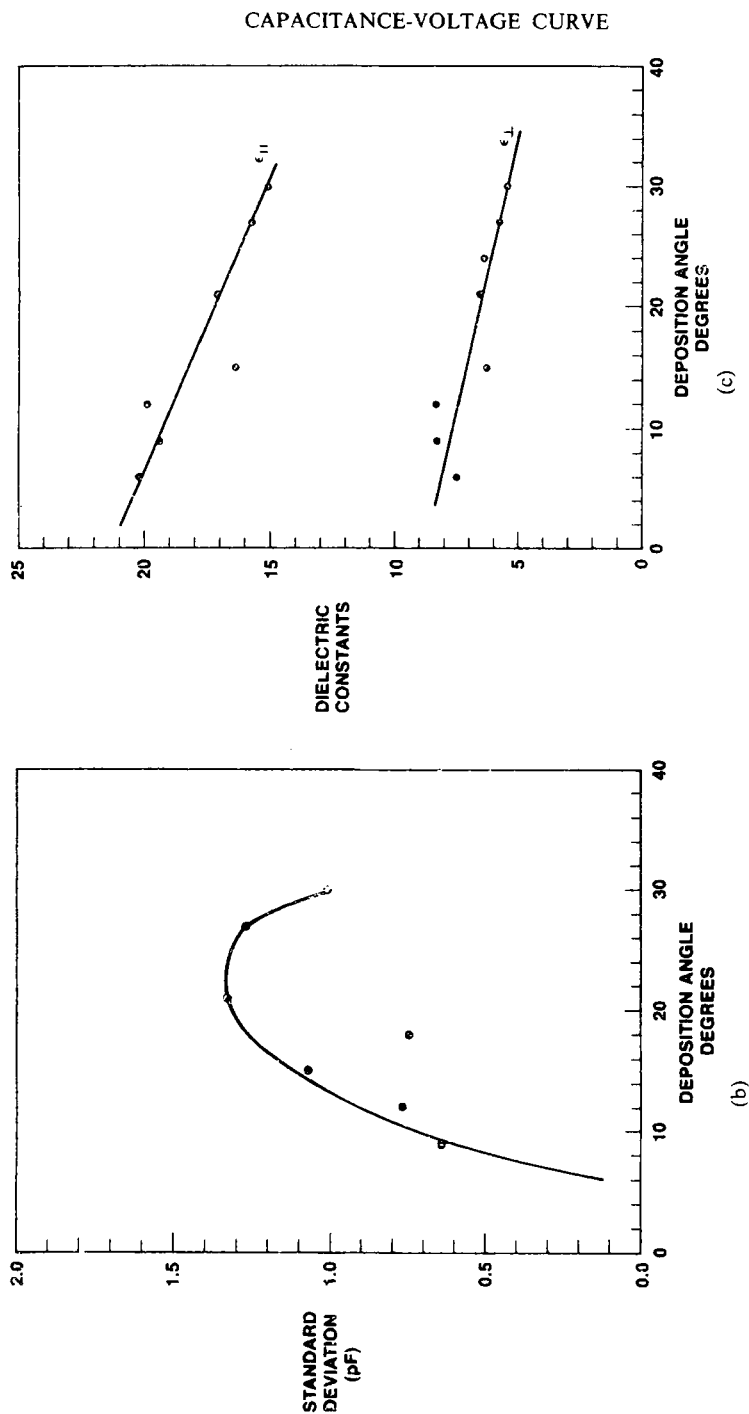 CAPACITANCE-VOLTAGE CURVE
STANDARD
DEVIATION
(pF)
2.0
1.5
1.0
0.5
0.0
0
10
20
30
40
DEPOSITION ANGLE
DEGREES
(b)
DIELECTRIC
CONSTANTS
25
20
15
10
5
0
ϵ||
ϵ⊥
0
10
20
30
40
DEPOSITION ANGLE
DEGREES
(c)